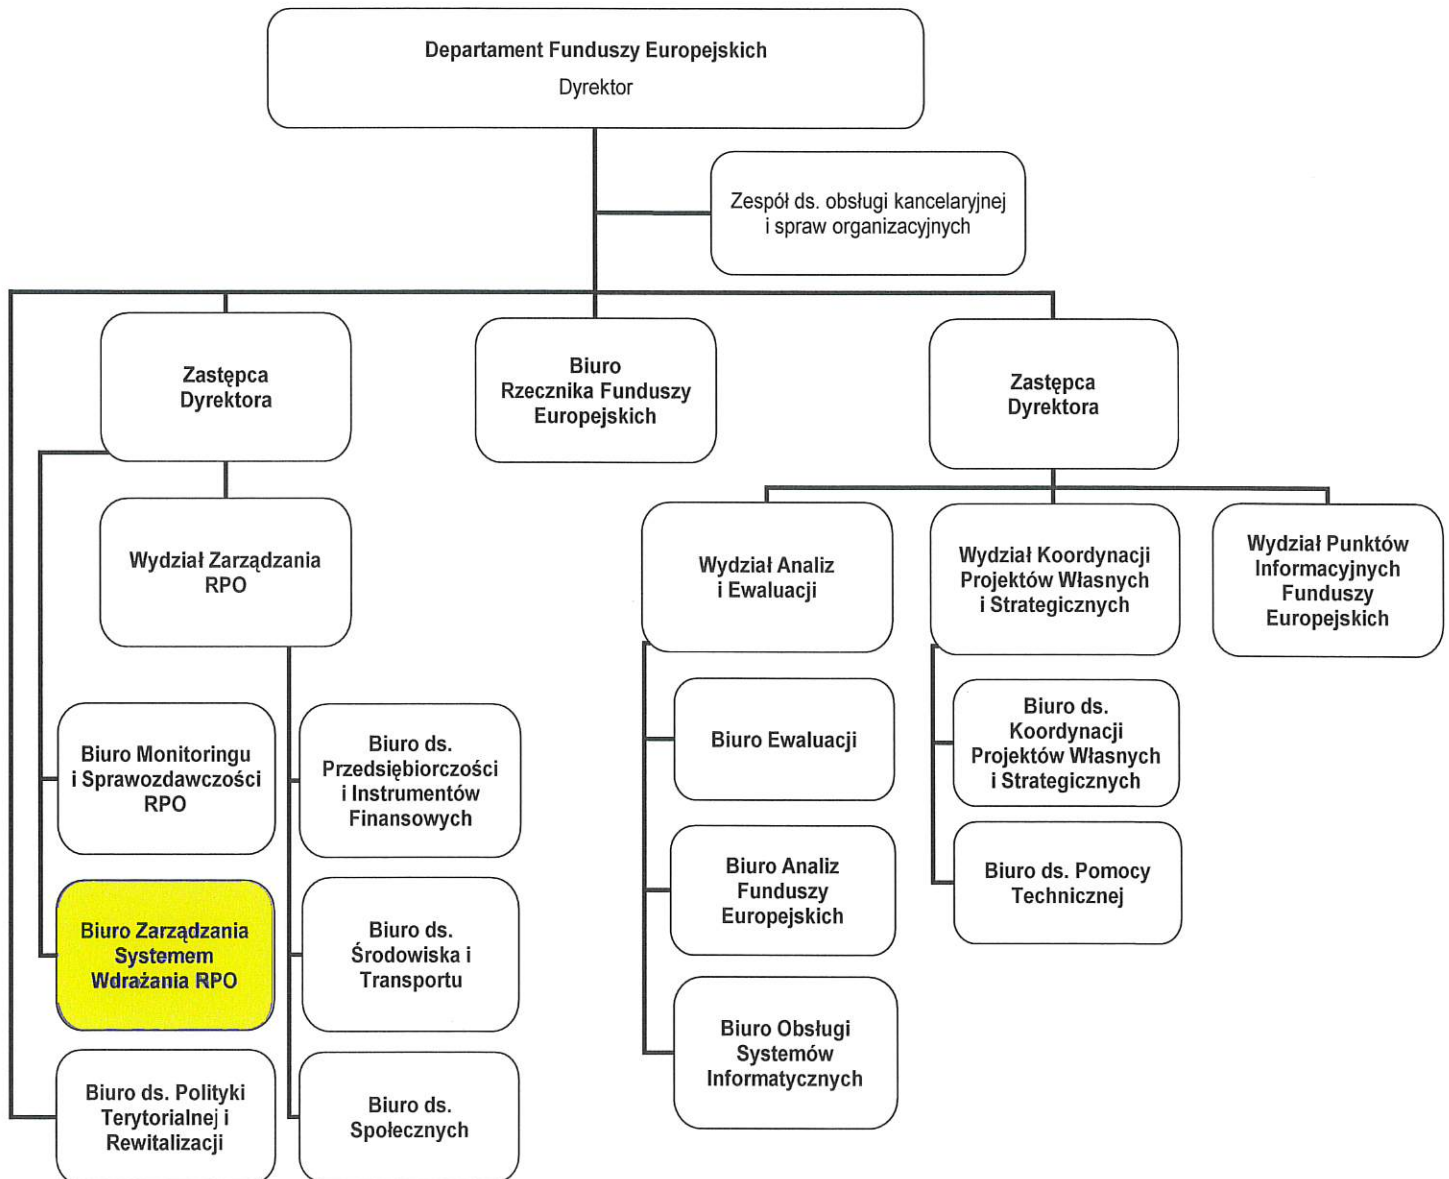 Departament Funduszy Europejskich
Dyrektor
Zespół ds. obsługi kancelaryjnej
i spraw organizacyjnych
Zastępca
Dyrektora
Biuro
Rzecznika Funduszy
Europejskich
Zastępca
Dyrektora
Wydział Zarządzania
RPO
Wydział Analiz
i Ewaluacji
Wydział Koordynacji
Projektów Własnych
i Strategicznych
Wydział Punktów
Informacyjnych
Funduszy
Europejskich
Biuro Monitoringu
i Sprawozdawczości
RPO
Biuro ds.
Przedsiębiorczości
i Instrumentów
Finansowych
Biuro Ewaluacji
Biuro ds.
Koordynacji
Projektów Własnych
i Strategicznych
Biuro Zarządzania
Systemem
Wdrażania RPO
Biuro ds.
Środowiska i
Transportu
Biuro Analiz
Funduszy
Europejskich
Biuro ds. Pomocy
Technicznej
Biuro ds. Polityki
Terytorialnej i
Rewitalizacji
Biuro ds.
Społecznych
Biuro Obsługi
Systemów
Informatycznych